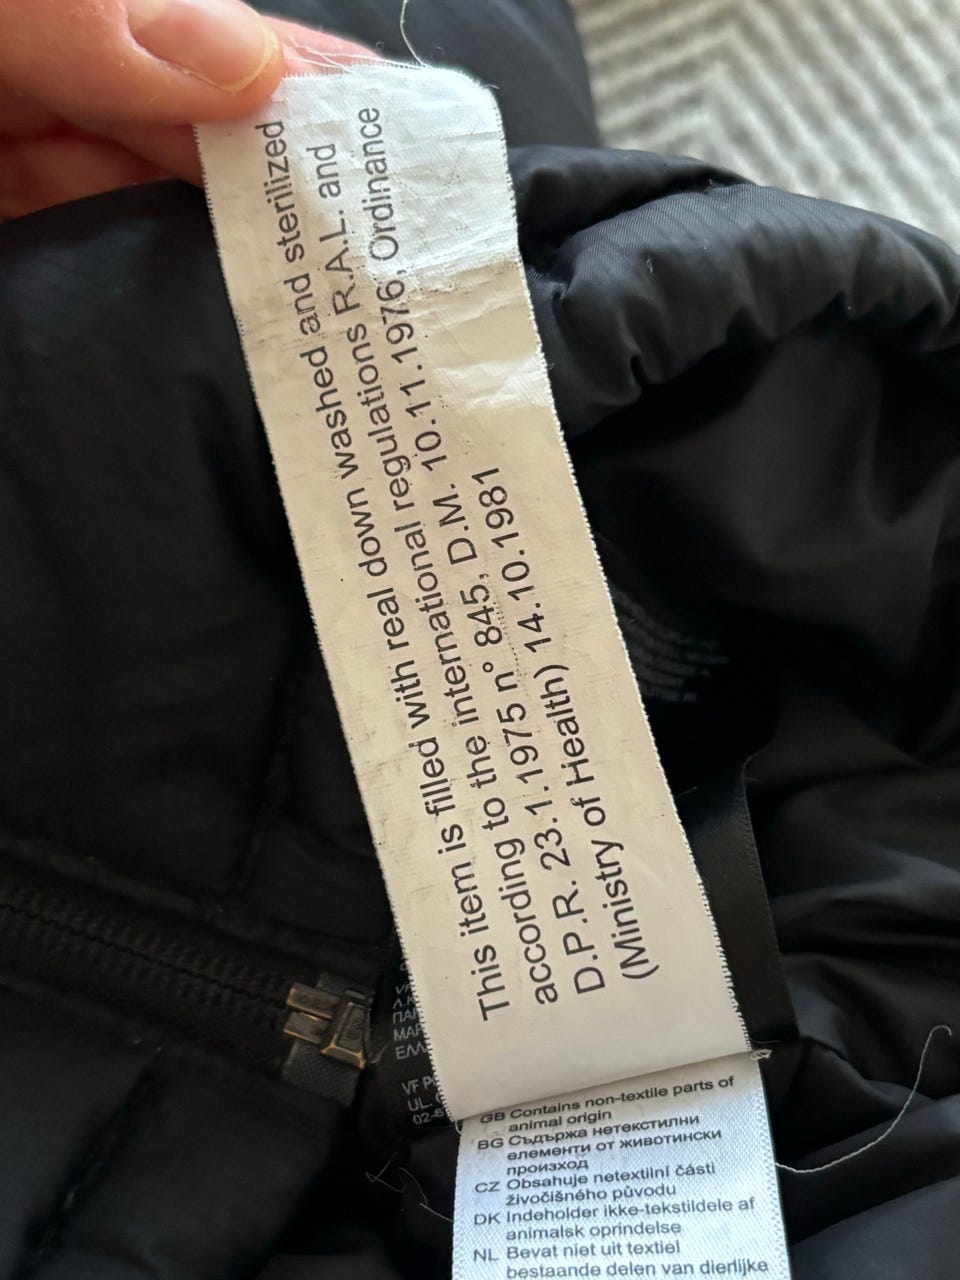 This item is filled with real down washed and sterilized
according to the international regulations R.A.L. and
D.P.R. 23.1.1975 n° 845, D.M. 10.11.1976, Ordinance
(Ministry of Health) 14.10.1981
VF
UL.
GB Contains non-textile parts of
animal origin
BG Съдържа нетекстилни
елементи от животински
произход
CZ Obsahuje netextilní části
živočišného původu
DK Indeholder ikke-tekstildele af
animalsk oprindelse
NL Bevat niet uit textiel
bestaande delen van dierlijke